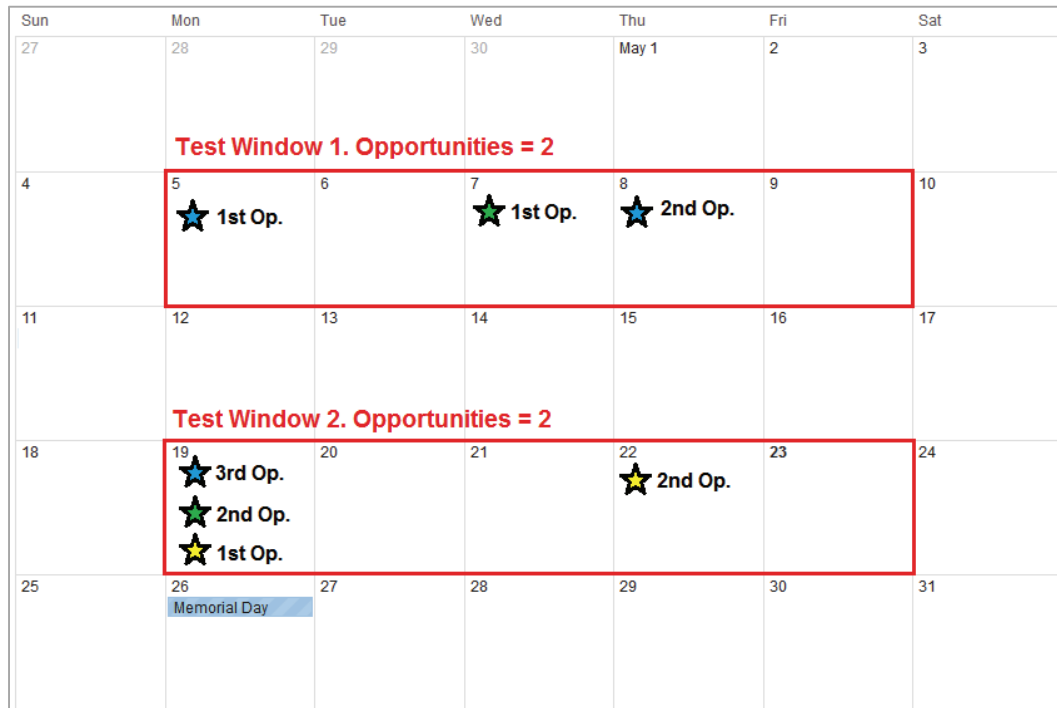 Sun Mon Tue Wed Thu Fri Sat
27 28 29 30 May 1 2 3
Test Window 1. Opportunities = 2
4 5 6 7 8 9 10
1st Op. 1st Op. 2nd Op.
11 12 13 14 15 16 17
Test Window 2. Opportunities = 2
18 19 20 21 22 23 24
3rd Op. 2nd Op.
2nd Op.
1st Op.
25 26 27 28 29 30 31
Memorial Day